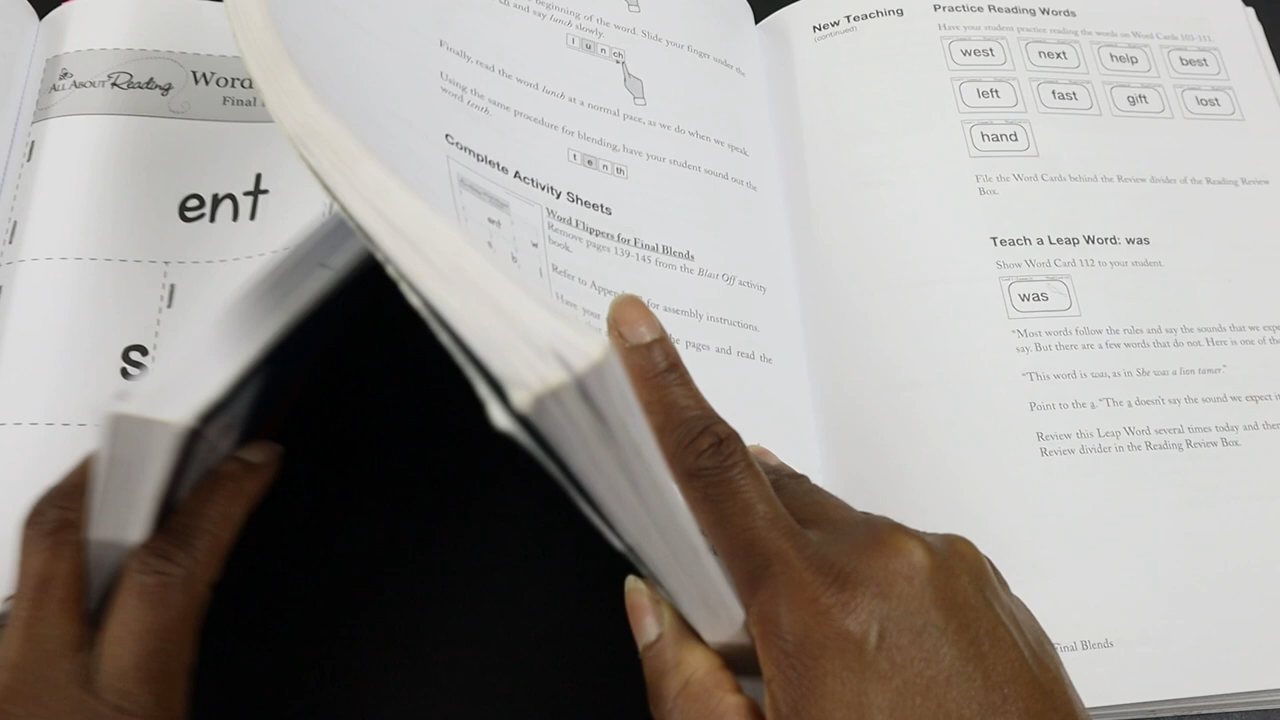 ALL ABOUT Reading
Word
Final
ent
s
beginning of the word. Slide your finger under the
and say lunch slowly.
l u n ch
Finally, read the word lunch at a normal pace, as we do when we speak.
Using the same procedure for blending, have your student sound out the
word tenth.
t e n th
Complete Activity Sheets
ent
Word Flippers for Final Blends
Remove pages 139-145 from the Blast Off activity
book.
Refer to for assembly instructions.
Have your
pages and read the
New Teaching
(continued)
Practice Reading Words
Have your student practice reading the words on Word Cards 103-111.
west next help best
left fast gift lost
hand
File the Word Cards behind the Review divider of the Reading Review
Box.
Teach a Leap Word: was
Show Word Card 112 to your student.
was
"Most words follow the rules and say the sounds that we
say. But there are a few words that do not. Here is one of
"This word is was, as in She was a lion tamer."
Point to the a. "The a doesn't say the sound we expect
Review this Leap Word several times today and
Review divider in the Reading Review Box.
Final Blends